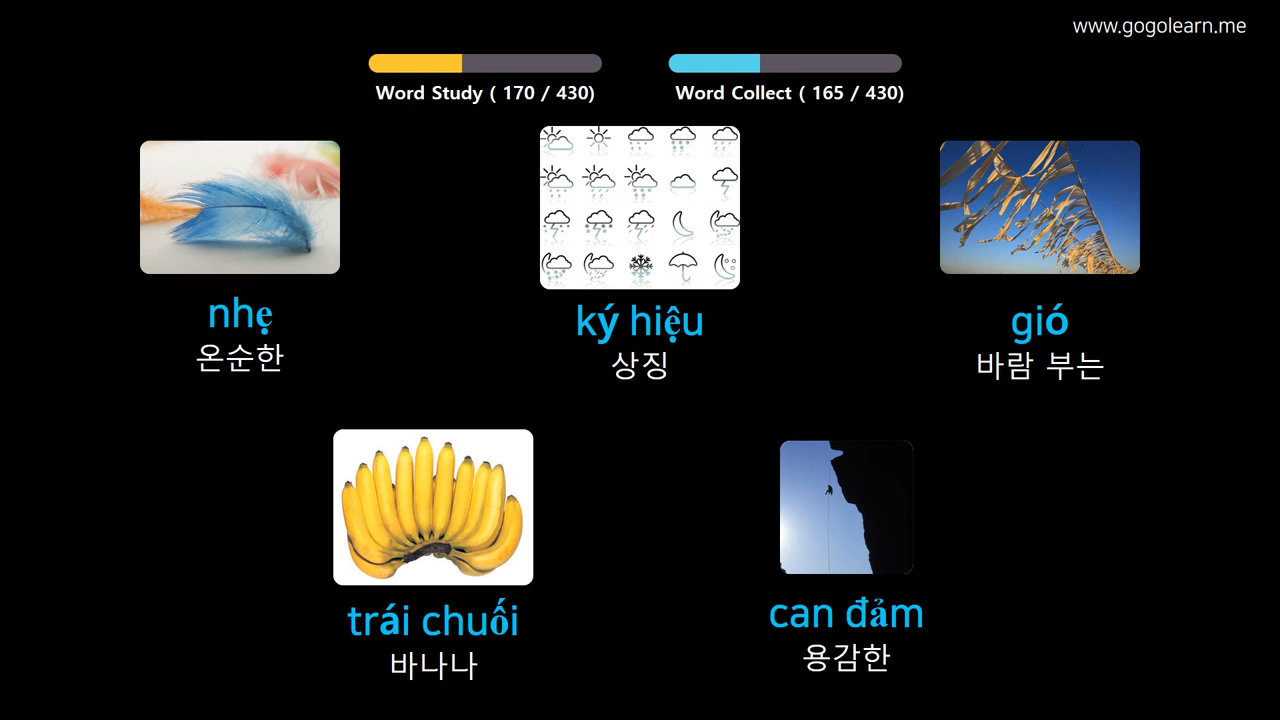 www.gogolearn.me
Word Study ( 170 / 430)
Word Collect ( 165 / 430)
nhẹ
온순한
ký hiệu
상징
gió
바람 부는
trái chuối
바나나
can đảm
용감한